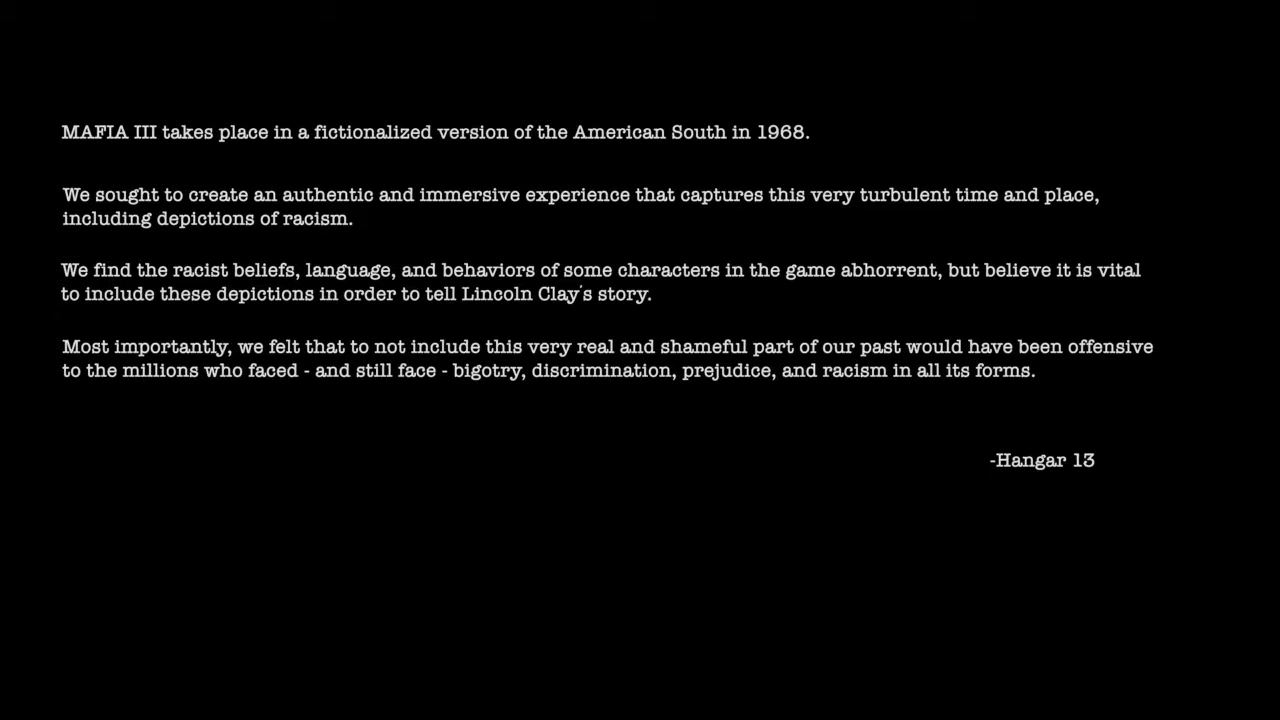 MAFIA III takes place in a fictionalized version of the American South in 1968.
We sought to create an authentic and immersive experience that captures this very turbulent time and place,
including depictions of racism.
We find the racist beliefs, language, and behaviors of some characters in the game abhorrent, but believe it is vital
to include these depictions in order to tell Lincoln Clay's story.
Most importantly, we felt that to not include this very real and shameful part of our past would have been offensive
to the millions who faced - and still face - bigotry, discrimination, prejudice, and racism in all its forms.
-Hangar 13